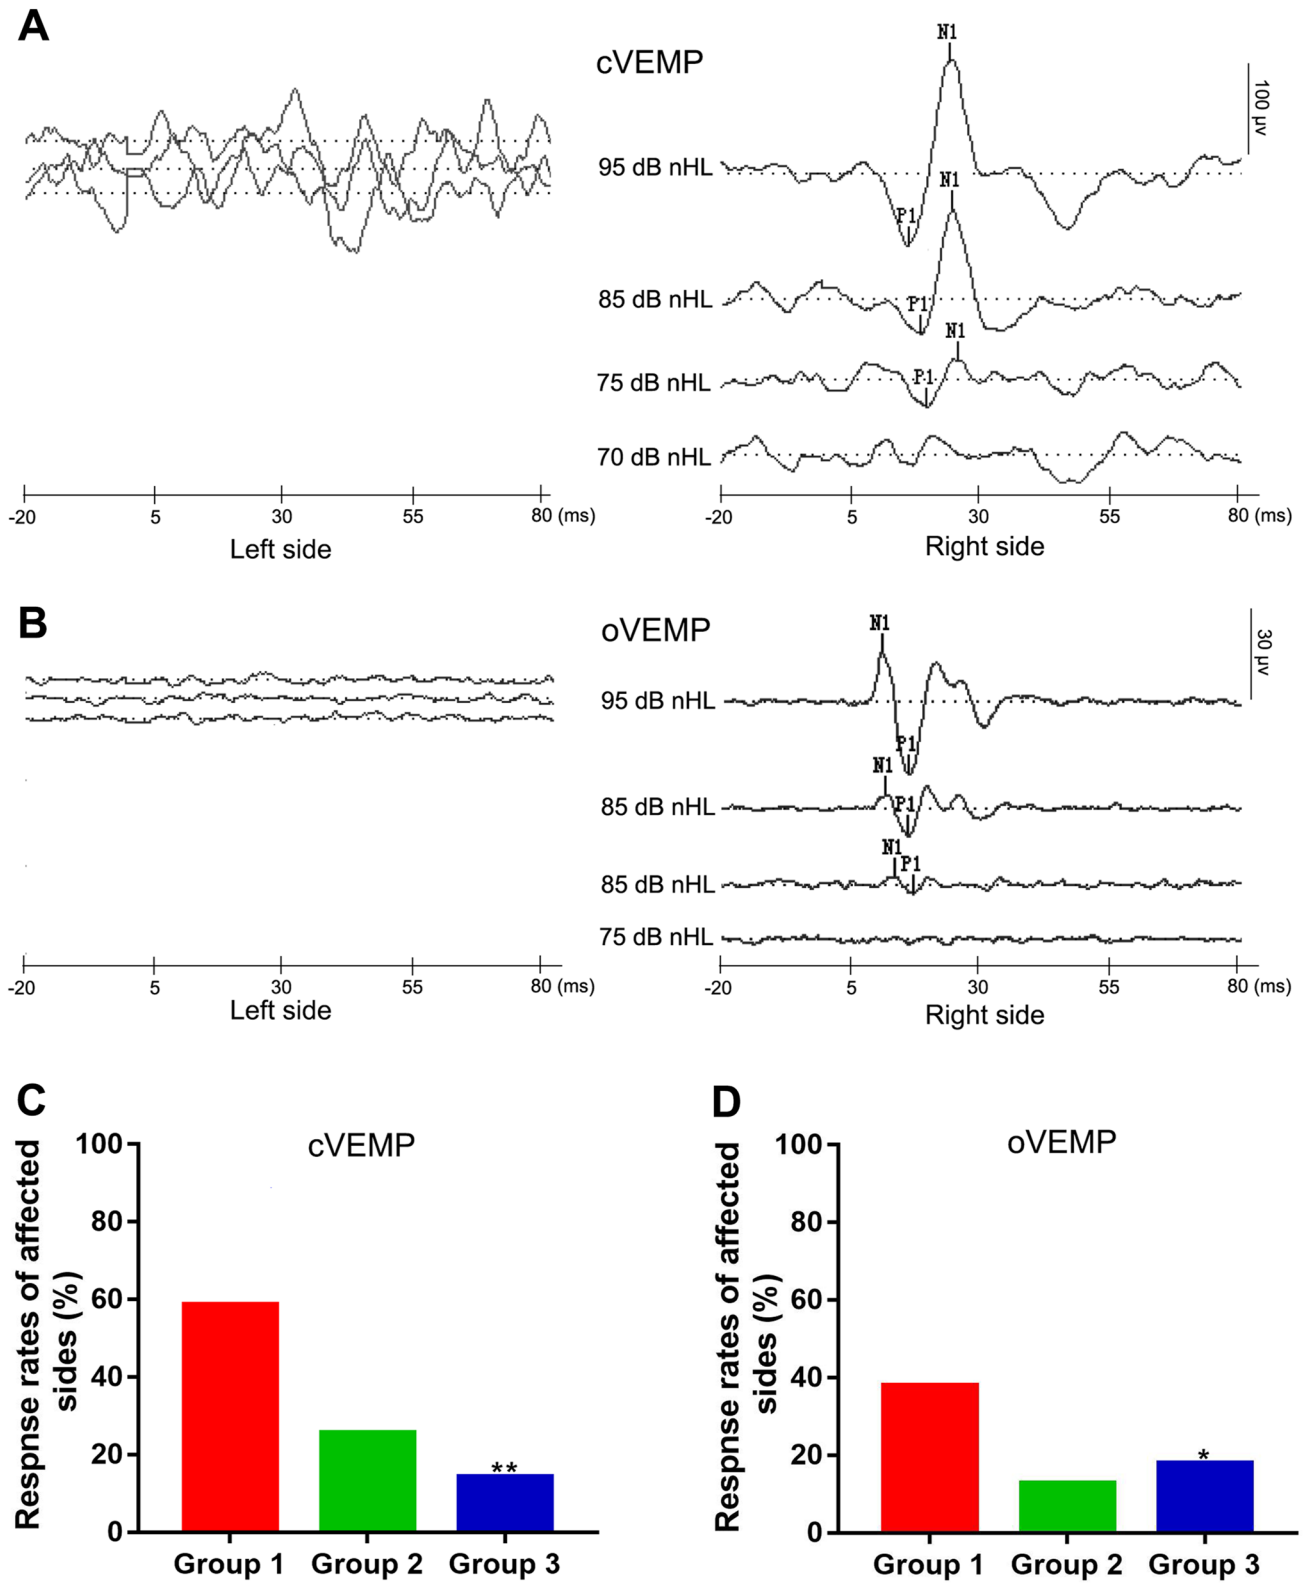 A
cVEMP
100 μv
N1
95 dB nHL
P1
N1
85 dB nHL
P1
N1
75 dB nHL
P1
70 dB nHL
-20 5 30 55 80 (ms)
Left side
-20 5 30 55 80 (ms)
Right side
B
oVEMP
30 μv
N1
95 dB nHL
P1
N1
85 dB nHL
P1
N1
P1
85 dB nHL
75 dB nHL
-20 5 30 55 80 (ms)
Left side
-20 5 30 55 80 (ms)
Right side
C
cVEMP
Respnse rates of affected
sides (%)
100
80
60
40
20
0
**
Group 1 Group 2 Group 3
D
oVEMP
Respnse rates of affected
sides (%)
100
80
60
40
20
0
*
Group 1 Group 2 Group 3